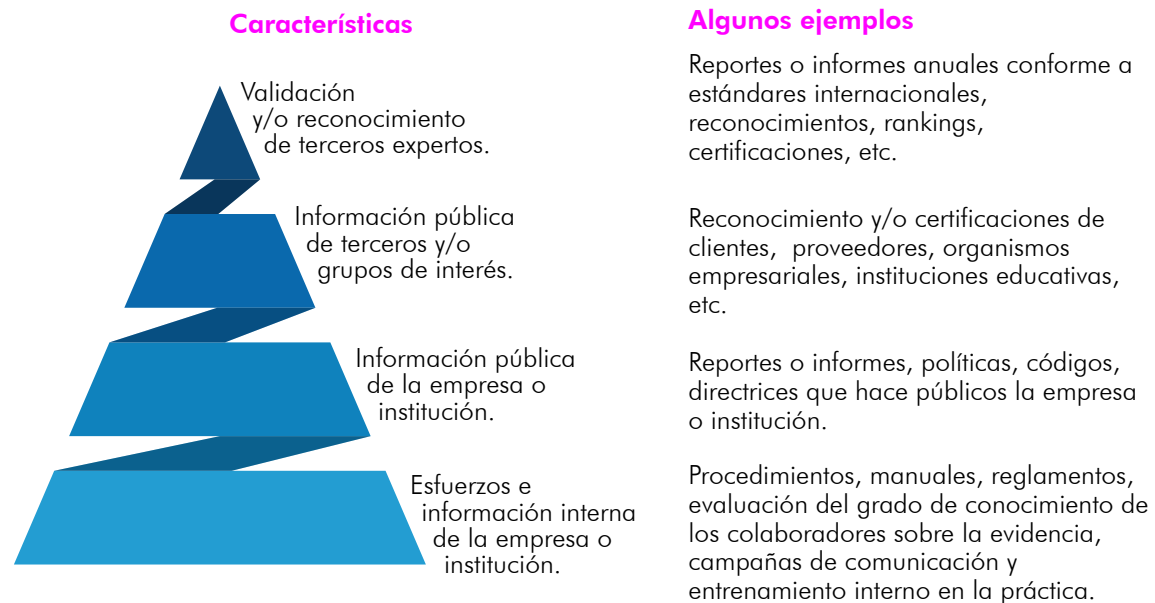 Características
Algunos ejemplos
Validación
y/o reconocimiento
de terceros expertos.
Reportes o informes anuales conforme a
estándares internacionales,
reconocimientos, rankings,
certificaciones, etc.
Información pública
de terceros y/o
grupos de interés.
Reconocimiento y/o certificaciones de
clientes,  proveedores, organismos
empresariales, instituciones educativas,
etc.
Información pública
de la empresa o
institución.
Reportes o informes, políticas, códigos,
directrices que hace públicos la empresa
o institución.
Esfuerzos e
información interna
de la empresa o
institución.
Procedimientos, manuales, reglamentos,
evaluación del grado de conocimiento de
los colaboradores sobre la evidencia,
campañas de comunicación y
entrenamiento interno en la práctica.